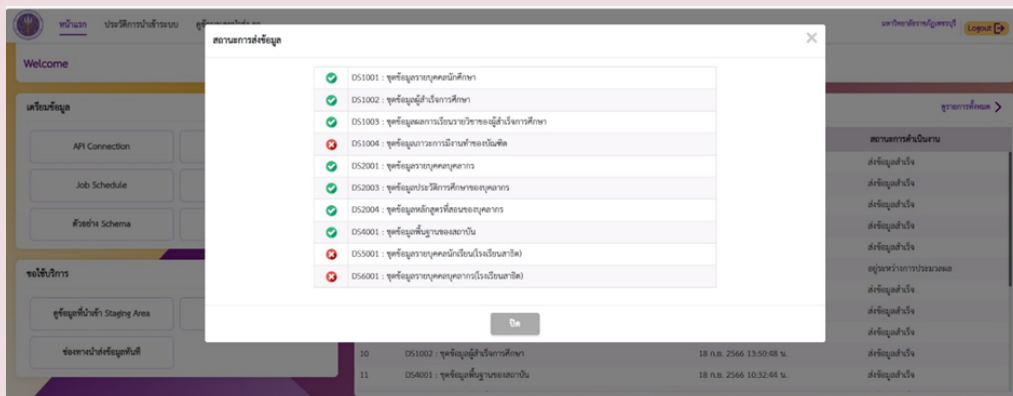 หน้าแรก ประวัติการนำเข้าระบบ
มหาวิทยาลัยราชภัฏเพชรบุรี Logout
Welcome
สถานะการส่งข้อมูล
DS1001 : ชุดข้อมูลรายบุคคลนักศึกษา
DS1002 : ชุดข้อมูลผู้สำเร็จการศึกษา
DS1003 : ชุดข้อมูลผลการเรียนรายวิชาของผู้สำเร็จการศึกษา
DS1004 : ชุดข้อมูลภาวะการมีงานทำของบัณฑิต
DS2001 : ชุดข้อมูลรายบุคคลบุคลากร
DS2003 : ชุดข้อมูลประวัติการศึกษาของบุคลากร
DS2004 : ชุดข้อมูลหลักสูตรที่สอนของบุคลากร
DS4001 : ชุดข้อมูลพื้นฐานของสถาบัน
DS5001 : ชุดข้อมูลรายบุคคลนักเรียน(โรงเรียนสาธิต)
DS6001 : ชุดข้อมูลรายบุคคลบุคลากร(โรงเรียนสาธิต)
ปิด
เตรียมข้อมูล
API Connection
Job Schedule
ตัวอย่าง Schema
ขอใช้บริการ
ดูข้อมูลที่นำเข้า Staging Area
ช่องทางนำส่งข้อมูลทันที
ดูรายการทั้งหมด
สถานะการดำเนินงาน
ส่งข้อมูลสำเร็จ
ส่งข้อมูลสำเร็จ
ส่งข้อมูลสำเร็จ
ส่งข้อมูลสำเร็จ
อยู่ระหว่างการประมวลผล
ส่งข้อมูลสำเร็จ
ส่งข้อมูลสำเร็จ
10 DS1002 : ชุดข้อมูลผู้สำเร็จการศึกษา 18 ก.ย. 2566 13:50:48 น. ส่งข้อมูลสำเร็จ
11 DS4001 : ชุดข้อมูลพื้นฐานของสถาบัน 18 ก.ย. 2566 10:32:44 น. ส่งข้อมูลสำเร็จ